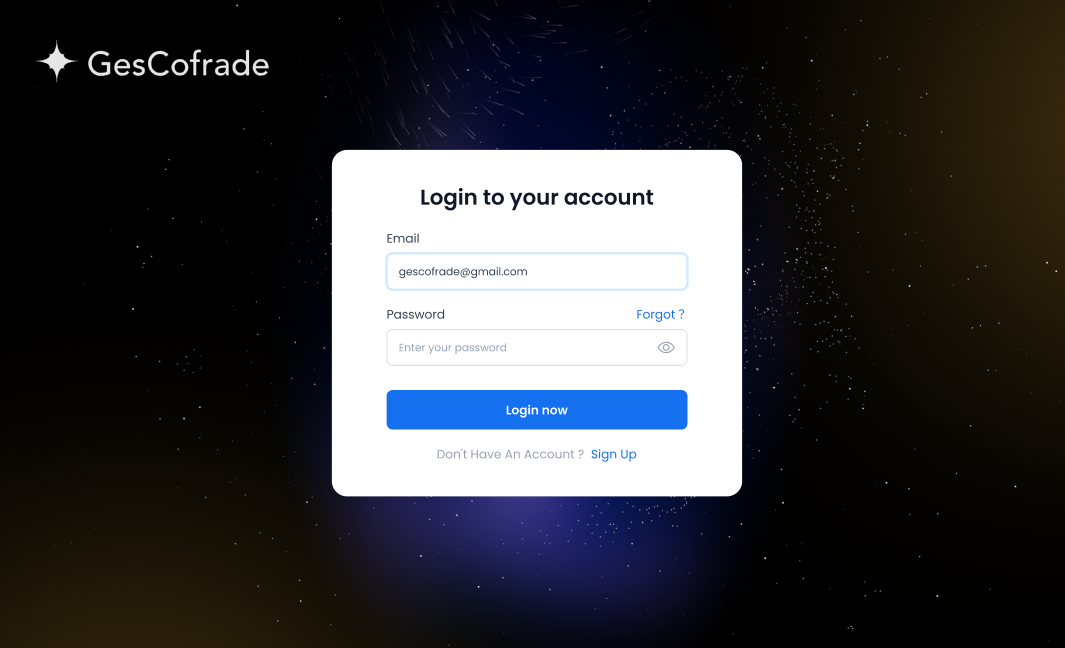 GesCofrade
Login to your account
Email
gescofrade@gmail.com
Password Forgot ?
Enter your password
Login now
Don't Have An Account ? Sign Up